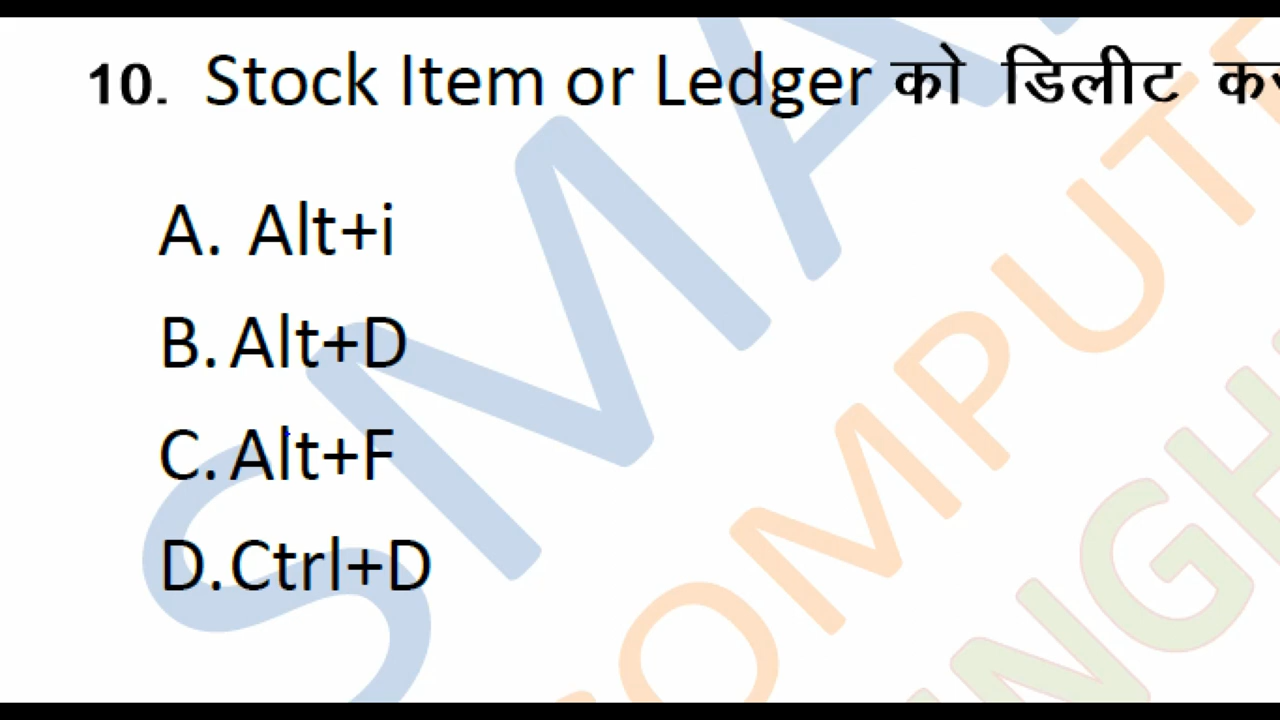 10. Stock Item or Ledger को डिलीट
A. Alt+i
B. Alt+D
C. Alt+F
D. Ctrl+D